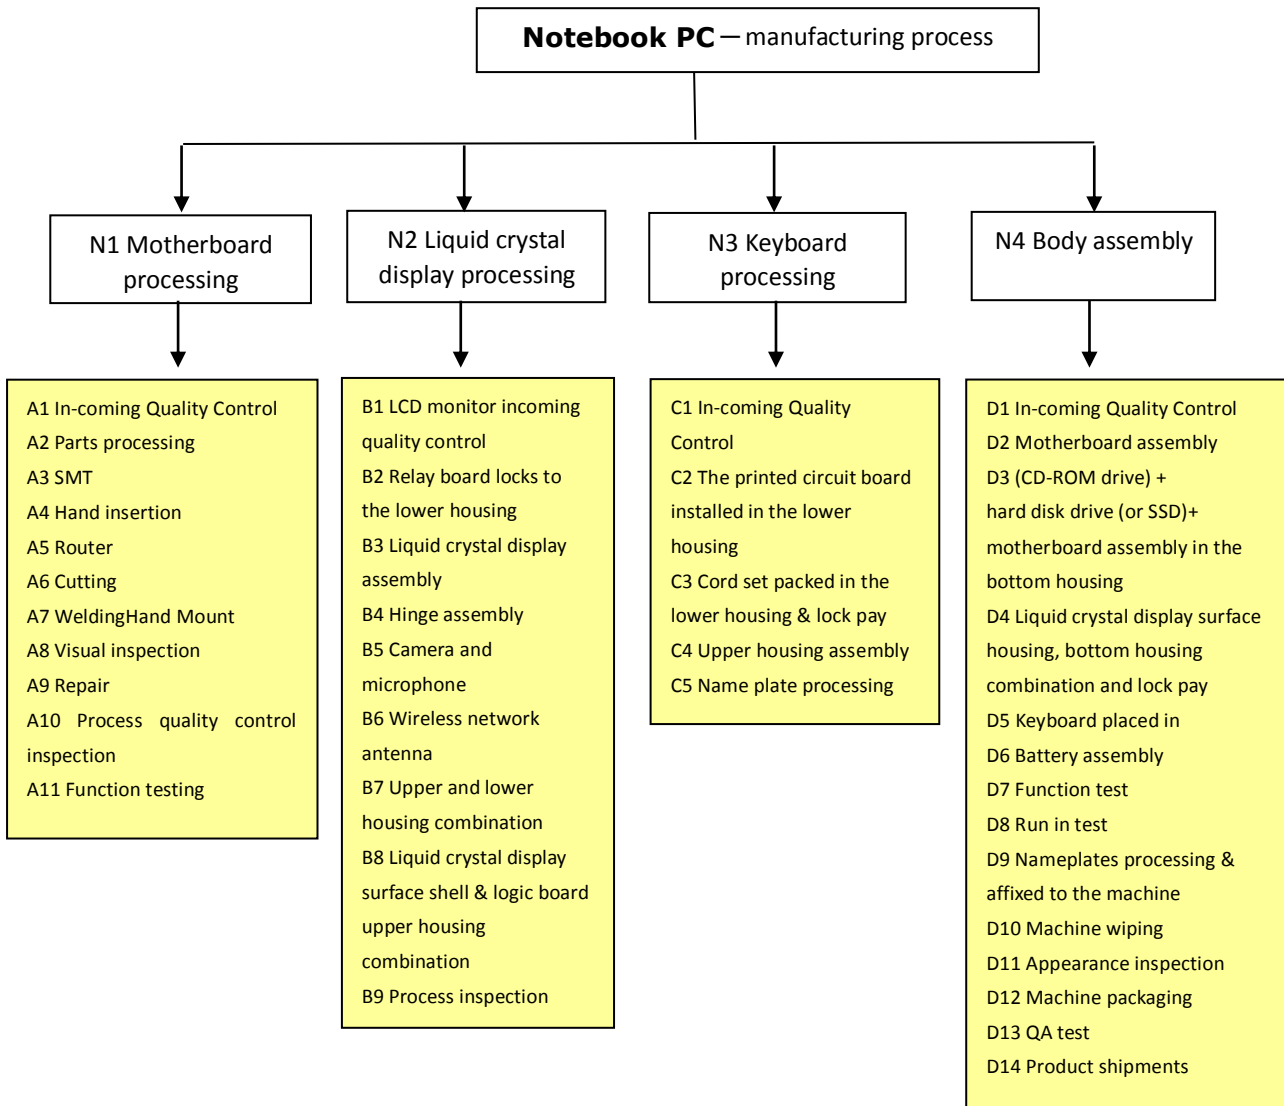 Notebook PC — manufacturing process
N1 Motherboard
processing
N2 Liquid crystal
display processing
N3 Keyboard
processing
N4 Body assembly
A1 In-coming Quality Control
A2 Parts processing
A3 SMT
A4 Hand insertion
A5 Router
A6 Cutting
A7 WeldingHand Mount
A8 Visual inspection
A9 Repair
A10 Process quality control
inspection
A11 Function testing
B1 LCD monitor incoming
quality control
B2 Relay board locks to
the lower housing
B3 Liquid crystal display
assembly
B4 Hinge assembly
B5 Camera and
microphone
B6 Wireless network
antenna
B7 Upper and lower
housing combination
B8 Liquid crystal display
surface shell & logic board
upper housing
combination
B9 Process inspection
C1 In-coming Quality
Control
C2 The printed circuit board
installed in the lower
housing
C3 Cord set packed in the
lower housing & lock pay
C4 Upper housing assembly
C5 Name plate processing
D1 In-coming Quality Control
D2 Motherboard assembly
D3 (CD-ROM drive) +
hard disk drive (or SSD)+
motherboard assembly in the
bottom housing
D4 Liquid crystal display surface
housing, bottom housing
combination and lock pay
D5 Keyboard placed in
D6 Battery assembly
D7 Function test
D8 Run in test
D9 Nameplates processing &
affixed to the machine
D10 Machine wiping
D11 Appearance inspection
D12 Machine packaging
D13 QA test
D14 Product shipments